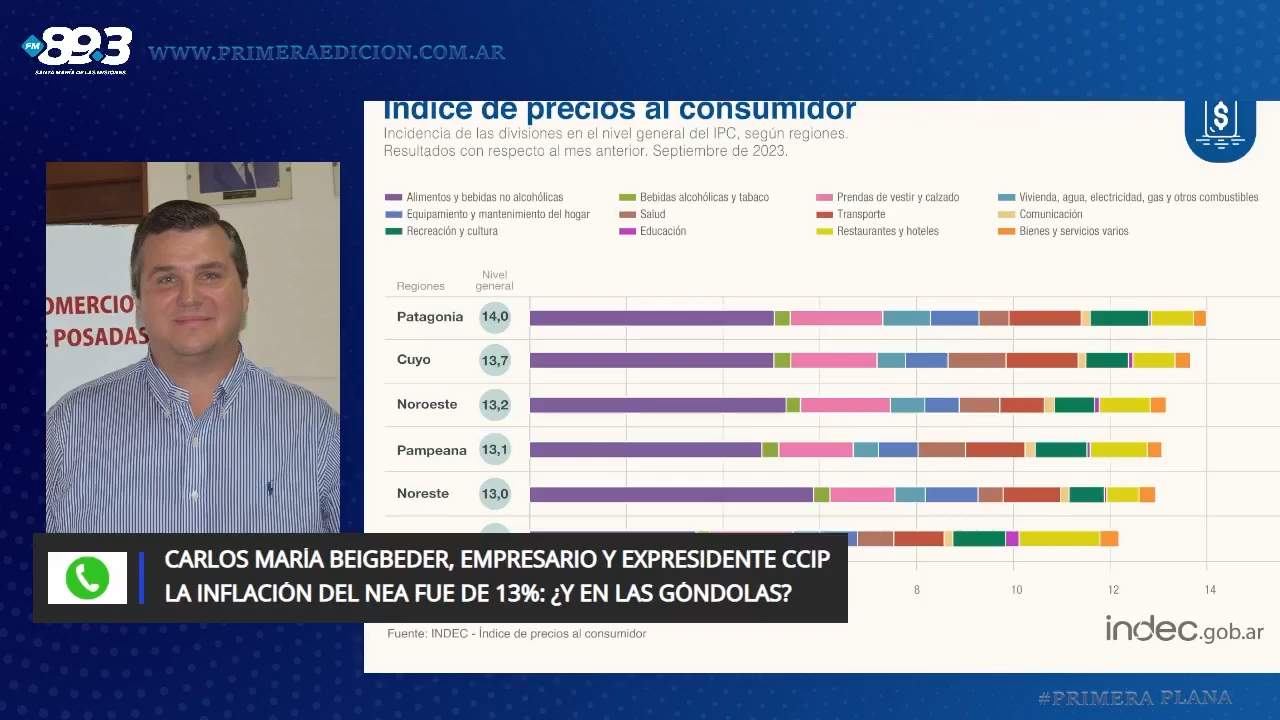 FM 89.3
SANTA MARÍA DE LAS MISIONES
WWW.PRIMERAEDICION.COM.AR
Índice de precios al consumidor
Incidencia de las divisiones en el nivel general del IPC, según regiones.
Resultados con respecto al mes anterior. Septiembre de 2023.
$
Alimentos y bebidas no alcohólicas
Bebidas alcohólicas y tabaco
Prendas de vestir y calzado
Vivienda, agua, electricidad, gas y otros combustibles
Equipamiento y mantenimiento del hogar
Salud
Transporte
Comunicación
Recreación y cultura
Educación
Restaurantes y hoteles
Bienes y servicios varios
Regiones
Nivel
general
Patagonia 14,0
Cuyo 13,7
Noroeste 13,2
Pampeana 13,1
Noreste 13,0
8 10 12 14
OMERCIO
POSADAS
CARLOS MARÍA BEIGBEDER, EMPRESARIO Y EXPRESIDENTE CCIP
LA INFLACIÓN DEL NEA FUE DE 13%: ¿Y EN LAS GÓNDOLAS?
Fuente: INDEC - Índice de precios al consumidor
indec.gob.ar
#PRIMERA PLANA